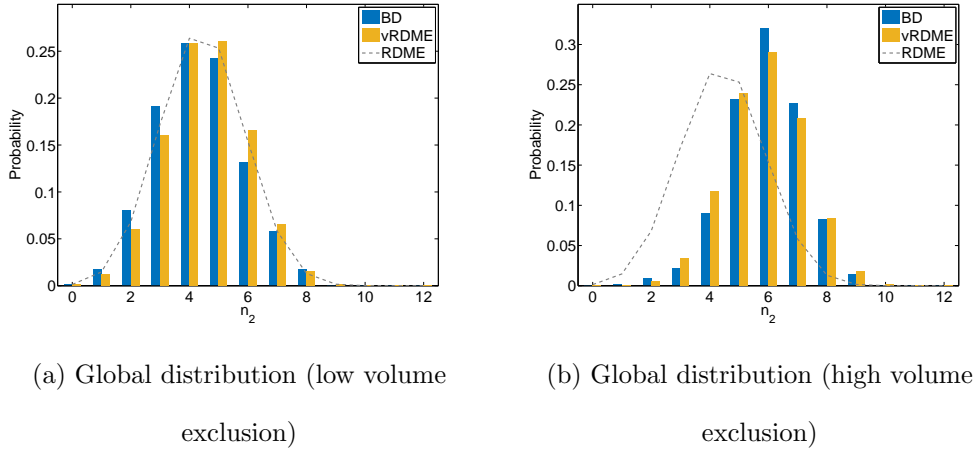 BD
vRDME
RDME
Probability
0.25
0.2
0.15
0.1
0.05
0
0 2 4 6 8 10 12
n2
(a) Global distribution (low volume
exclusion)
BD
vRDME
RDME
Probability
0.3
0.25
0.2
0.15
0.1
0.05
0
0 2 4 6 8 10 12
n2
(b) Global distribution (high volume
exclusion)